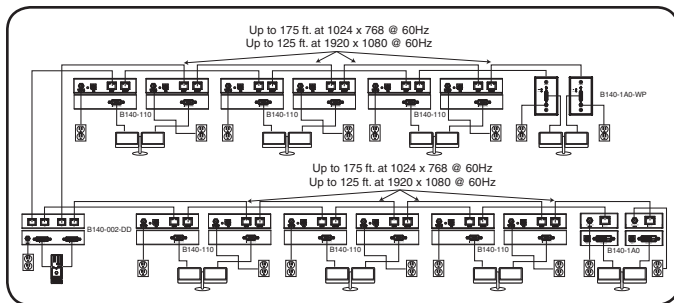 Up to 175 ft. at 1024 x 768 @ 60Hz
Up to 125 ft. at 1920 x 1080 @ 60Hz
B140-1A0-WP
B140-110
B140-110
B140-110
Up to 175 ft. at 1024 x 768 @ 60Hz
Up to 125 ft. at 1920 x 1080 @ 60Hz
B140-002-DD
B140-110
B140-110
B140-110
B140-1A0